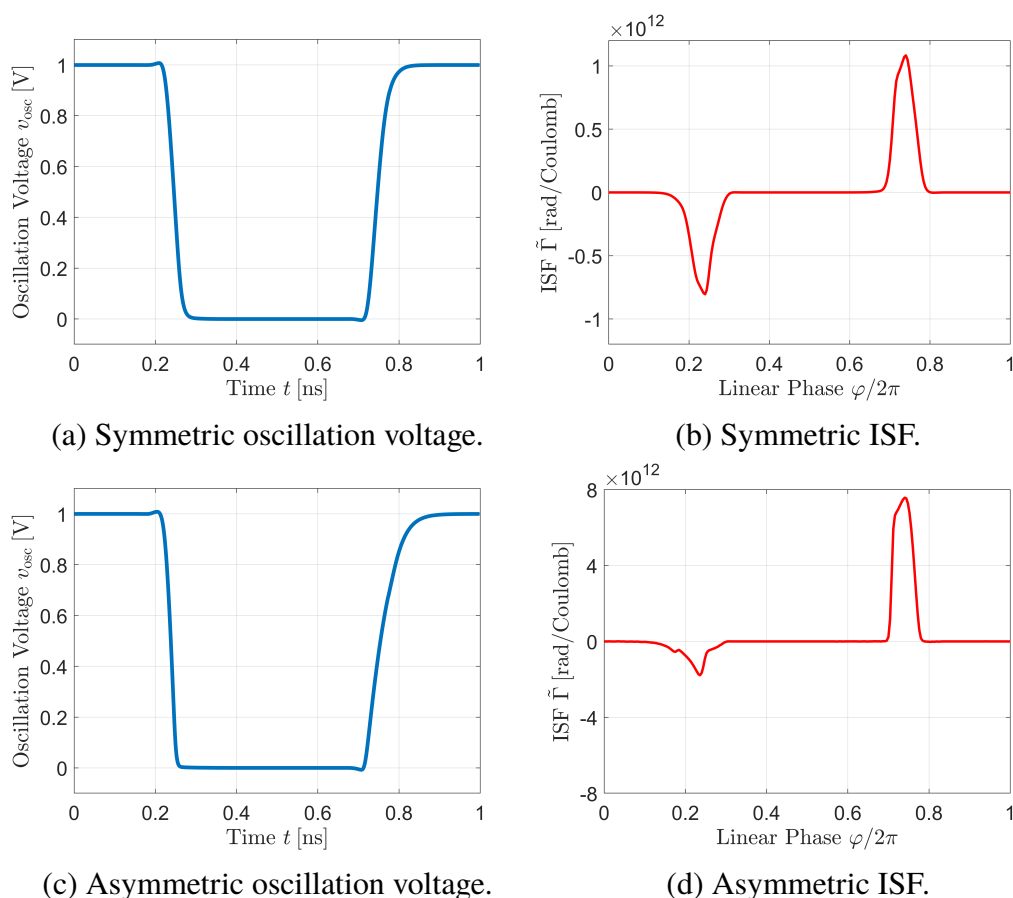 Oscillation Voltage v_osc [V]
1
0.8
0.6
0.4
0.2
0
0 0.2 0.4 0.6 0.8 1
Time t [ns]
(a) Symmetric oscillation voltage.
×10^12
ISF Γ̃ [rad/Coulomb]
1
0.5
0
-0.5
-1
0 0.2 0.4 0.6 0.8 1
Linear Phase φ/2π
(b) Symmetric ISF.
Oscillation Voltage v_osc [V]
1
0.8
0.6
0.4
0.2
0
0 0.2 0.4 0.6 0.8 1
Time t [ns]
(c) Asymmetric oscillation voltage.
×10^12
ISF Γ̃ [rad/Coulomb]
8
4
0
-4
-8
0 0.2 0.4 0.6 0.8 1
Linear Phase φ/2π
(d) Asymmetric ISF.